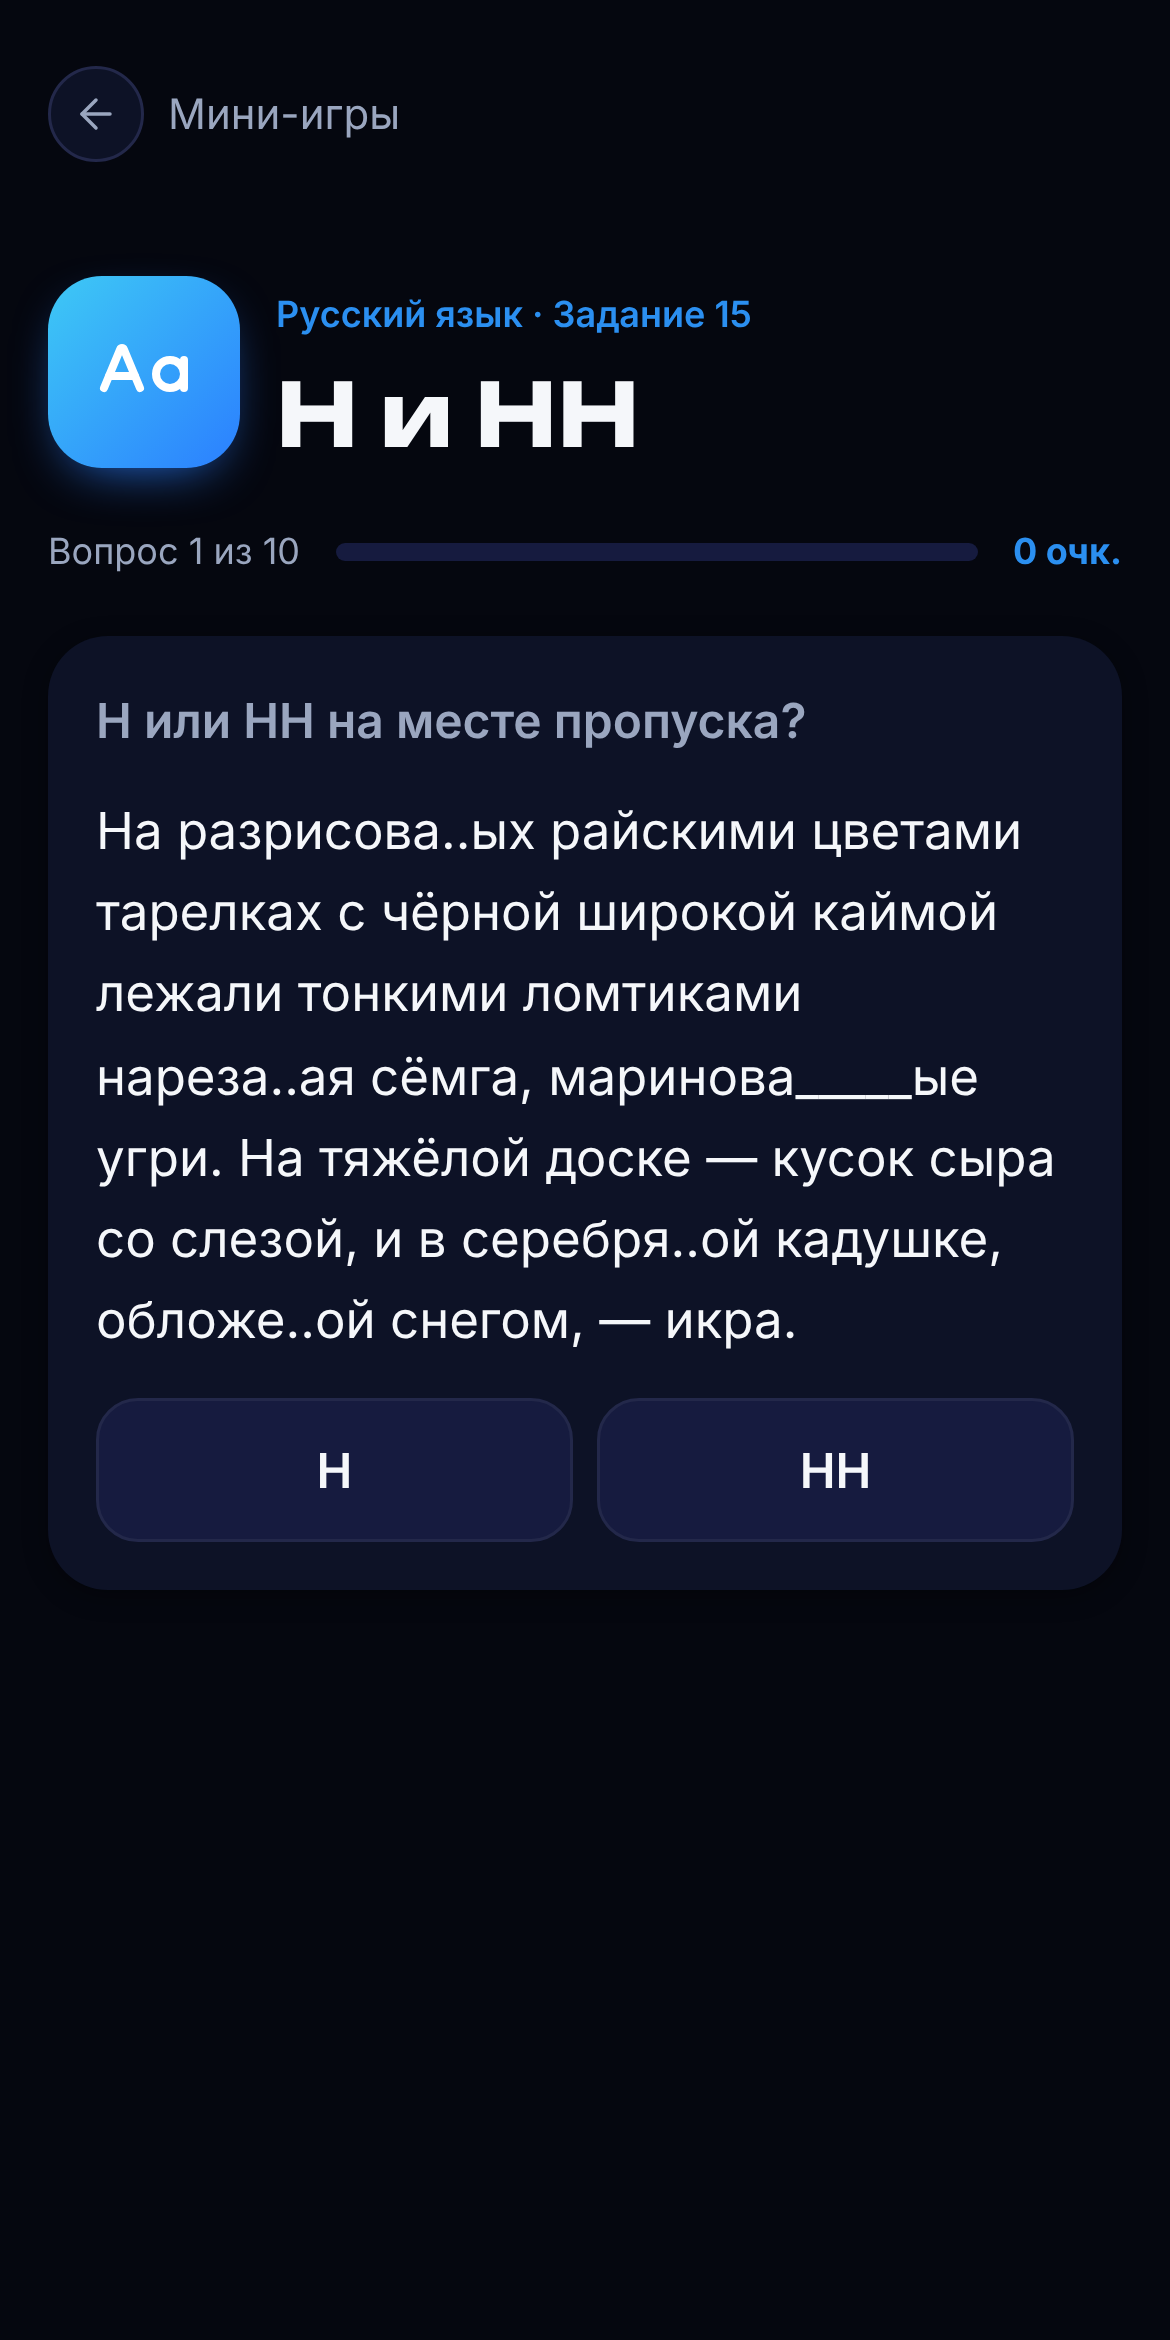 Мини-игры
Aa
Русский язык · Задание 15
Н и НН
Вопрос 1 из 10
0 очк.
Н или НН на месте пропуска?
На разрисова..ых райскими цветами
тарелках с чёрной широкой каймой
лежали тонкими ломтиками
нареза..ая сёмга, маринова_____ые
угри. На тяжёлой доске — кусок сыра
со слезой, и в серебря..ой кадушке,
обложе..ой снегом, — икра.
Н
НН